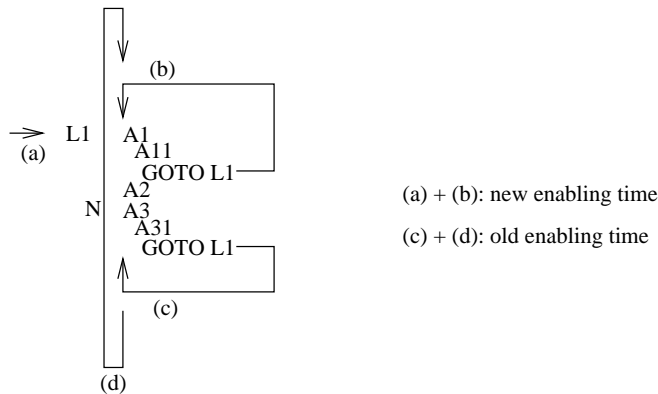 (b)
L1 A1
(a)
A11
GOTO L1
A2
(a) + (b): new enabling time
N
A3
A31
(c) + (d): old enabling time
GOTO L1
(c)
(d)